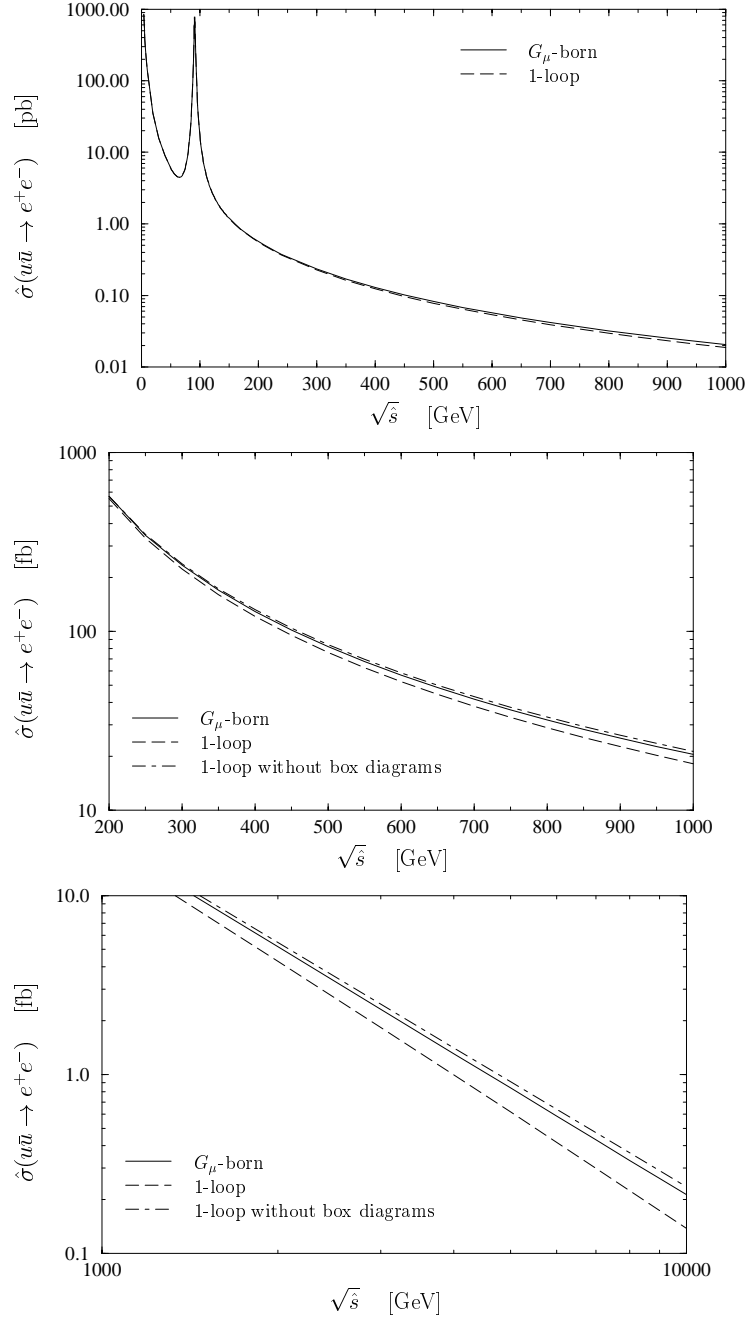 1000.00
100.00
10.00
1.00
0.10
0.01
σ̂(uū → e⁺e⁻) [pb]
G_μ-born
1-loop
0 100 200 300 400 500 600 700 800 900 1000
√ŝ [GeV]
1000
100
10
σ̂(uū → e⁺e⁻) [fb]
G_μ-born
1-loop
1-loop without box diagrams
200 300 400 500 600 700 800 900 1000
√ŝ [GeV]
10.0
1.0
0.1
σ̂(uū → e⁺e⁻) [fb]
G_μ-born
1-loop
1-loop without box diagrams
1000 10000
√ŝ [GeV]